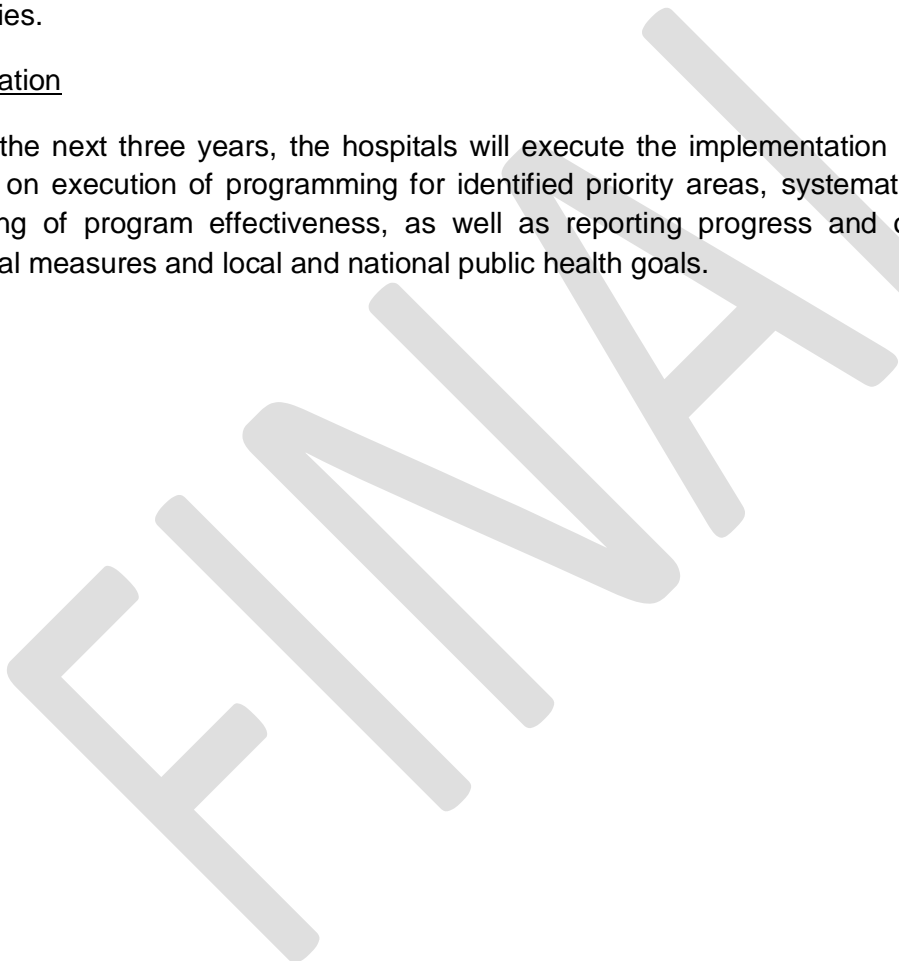 ies.
ation
the next three years, the hospitals will execute the implementation
on execution of programming for identified priority areas, systemat
ng of program effectiveness, as well as reporting progress and
al measures and local and national public health goals.
FINAL